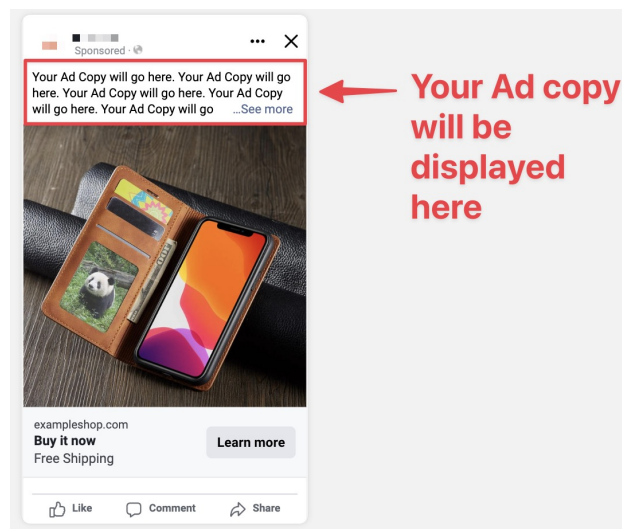 Sponsored ·
Your Ad Copy will go here. Your Ad Copy will go
here. Your Ad Copy will go here. Your Ad Copy
will go here. Your Ad Copy will go ...See more
Your Ad copy
will be
displayed
here
exampleshop.com
Buy it now
Free Shipping
Learn more
Like
Comment
Share